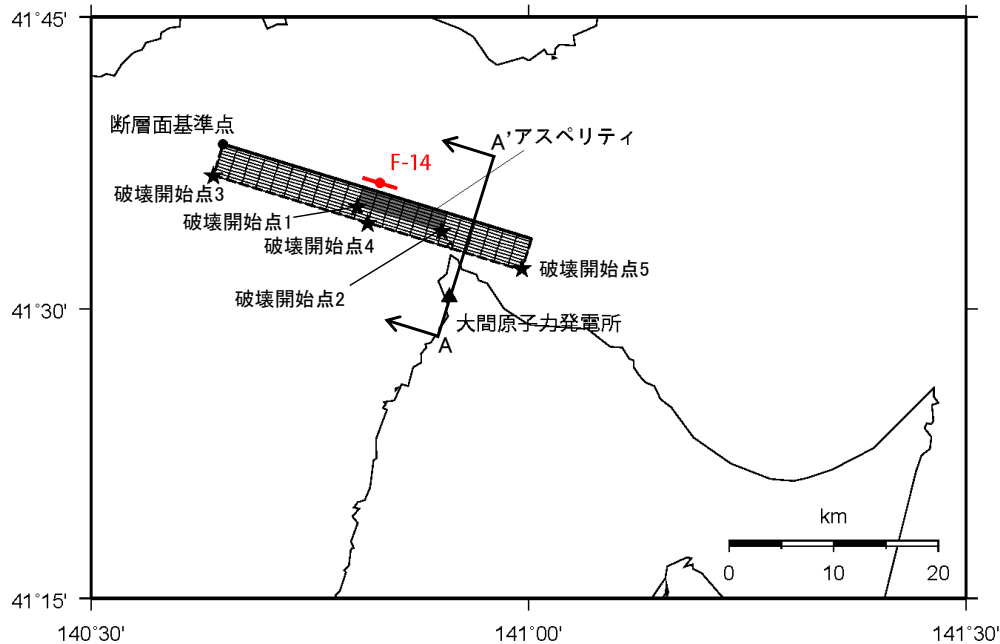 41°45'
断層面基準点
A'アスペリティ
F-14
破壊開始点3
破壊開始点1
破壊開始点4
破壊開始点5
破壊開始点2
41°30'
大間原子力発電所
A
km
0 10 20
41°15'
140°30' 141°00' 141°30'